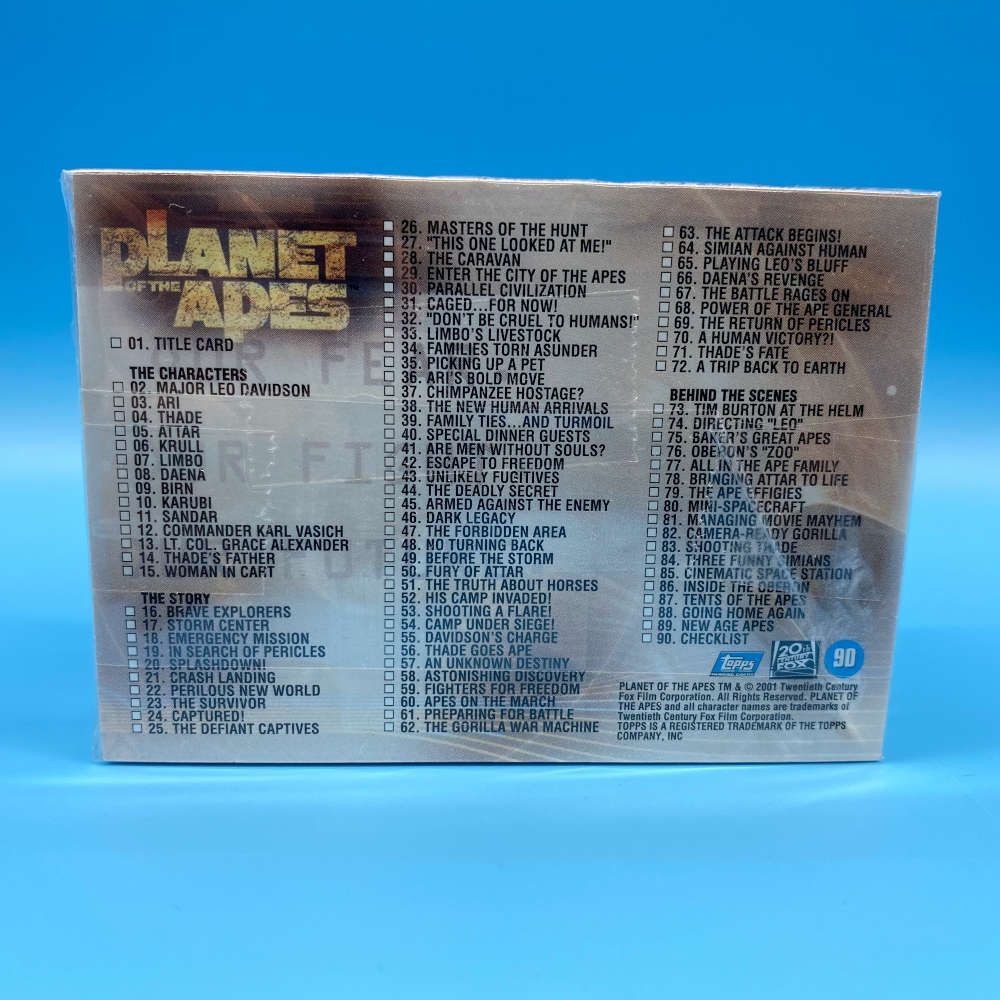 PLANET
OF THE
APES
01. TITLE CARD
THE CHARACTERS
02. MAJOR LEO DAVIDSON
03. ARI
04. THADE
05. ATTAR
06. KRULL
07. LIMBO
08. DAENA
09. BIRN
10. KARUBI
11. SANDAR
12. COMMANDER KARL VASICH
13. LT. COL. GRACE ALEXANDER
14. THADE'S FATHER
15. WOMAN IN CART
THE STORY
16. BRAVE EXPLORERS
17. STORM CENTER
18. EMERGENCY MISSION
19. IN SEARCH OF PERICLES
20. SPLASHDOWN!
21. CRASH LANDING
22. PERILOUS NEW WORLD
23. THE SURVIVOR
24. CAPTURED!
25. THE DEFIANT CAPTIVES
26. MASTERS OF THE HUNT
27. "THIS ONE LOOKED AT ME!"
28. THE CARAVAN
29. ENTER THE CITY OF THE APES
30. PARALLEL CIVILIZATION
31. CAGED...FOR NOW!
32. "DON'T BE CRUEL TO HUMANS!"
33. LIMBO'S LIVESTOCK
34. FAMILIES TORN ASUNDER
35. PICKING UP A PET
36. ARI'S BOLD MOVE
37. CHIMPANZEE HOSTAGE?
38. THE NEW HUMAN ARRIVALS
39. FAMILY TIES...AND TURMOIL
40. SPECIAL DINNER GUESTS
41. ARE MEN WITHOUT SOULS?
42. ESCAPE TO FREEDOM
43. UNLIKELY FUGITIVES
44. THE DEADLY SECRET
45. ARMED AGAINST THE ENEMY
46. DARK LEGACY
47. THE FORBIDDEN AREA
48. NO TURNING BACK
49. BEFORE THE STORM
50. FURY OF ATTAR
51. THE TRUTH ABOUT HORSES
52. HIS CAMP INVADED!
53. SHOOTING A FLARE!
54. CAMP UNDER SIEGE!
55. DAVIDSON'S CHARGE
56. THADE GOES APE
57. AN UNKNOWN DESTINY
58. ASTONISHING DISCOVERY
59. FIGHTERS FOR FREEDOM
60. APES ON THE MARCH
61. PREPARING FOR BATTLE
62. THE GORILLA WAR MACHINE
63. THE ATTACK BEGINS!
64. SIMIAN AGAINST HUMAN
65. PLAYING LEO'S BLUFF
66. DAENA'S REVENGE
67. THE BATTLE RAGES ON
68. POWER OF THE APE GENERAL
69. THE RETURN OF PERICLES
70. A HUMAN VICTORY?!
71. THADE'S FATE
72. A TRIP BACK TO EARTH
BEHIND THE SCENES
73. TIM BURTON AT THE HELM
74. DIRECTING "LEO"
75. BAKER'S GREAT APES
76. OBERON'S "ZOO"
77. ALL IN THE APE FAMILY
78. BRINGING ATTAR TO LIFE
79. THE APE EFFIGIES
80. MINI-SPACECRAFT
81. MANAGING MOVIE MAYHEM
82. CAMERA-READY GORILLA
83. SHOOTING THADE
84. THREE FUNNY SIMIANS
85. CINEMATIC SPACE STATION
86. INSIDE THE OBERON
87. TENTS OF THE APES
88. GOING HOME AGAIN
89. NEW AGE APES
90. CHECKLIST
Topps
20th
CENTURY
FOX
90
PLANET OF THE APES TM & © 2001 Twentieth Century
Fox Film Corporation. All Rights Reserved. PLANET OF
THE APES and all character names are trademarks of
Twentieth Century Fox Film Corporation.
TOPPS IS A REGISTERED TRADEMARK OF THE TOPPS
COMPANY, INC